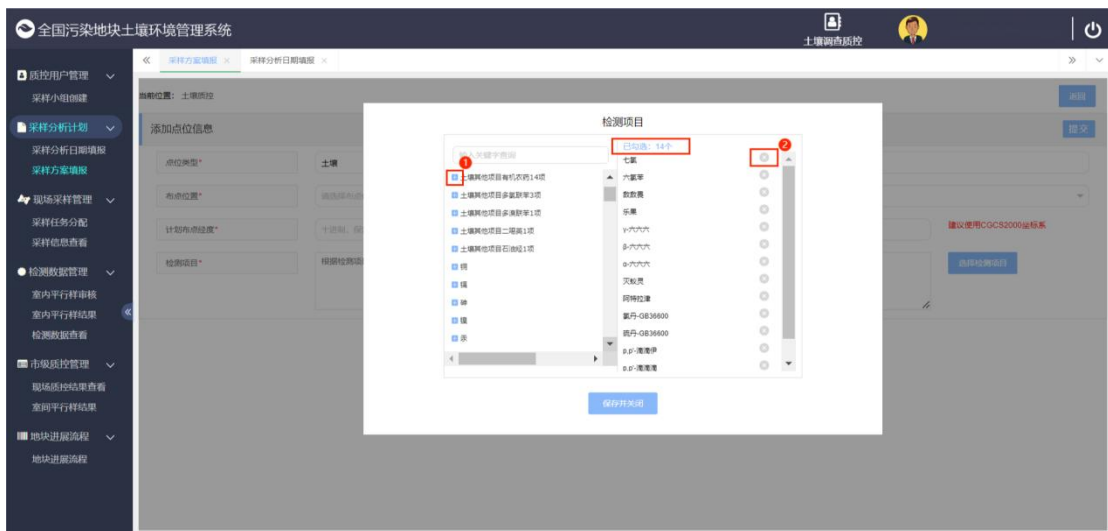 全国污染地块土壤环境管理系统
土壤调查质控
采样方案填报 ×
采样分析日期填报 ×
质控用户管理
采样小组创建
采样分析计划
采样分析日期填报
采样方案填报
现场采样管理
采样任务分配
采样信息查看
检测数据管理
室内平行样审核
室内平行样结果
检测数据查看
市级质控管理
现场质控结果查看
室间平行样结果
地块进展流程
地块进展流程
当前位置: 土壤质控
返回
添加点位信息
提交
点位类型*
土壤
布点位置*
计划布点经度*
建议使用CGCS2000坐标系
检测项目*
选择检测项目
检测项目
输入关键字查询
1
土壤其他项目有机农药14项
土壤其他项目多氯联苯3项
土壤其他项目多溴联苯1项
土壤其他项目二噁英1项
土壤其他项目石油烃1项
铜
镉
砷
镍
汞
已勾选: 14个
2
七氯
六氯苯
敌敌畏
乐果
γ-六六六
β-六六六
α-六六六
灭蚁灵
阿特拉津
氯丹-GB36600
硫丹-GB36600
p,p'-滴滴伊
p,p'-滴滴滴
保存并关闭